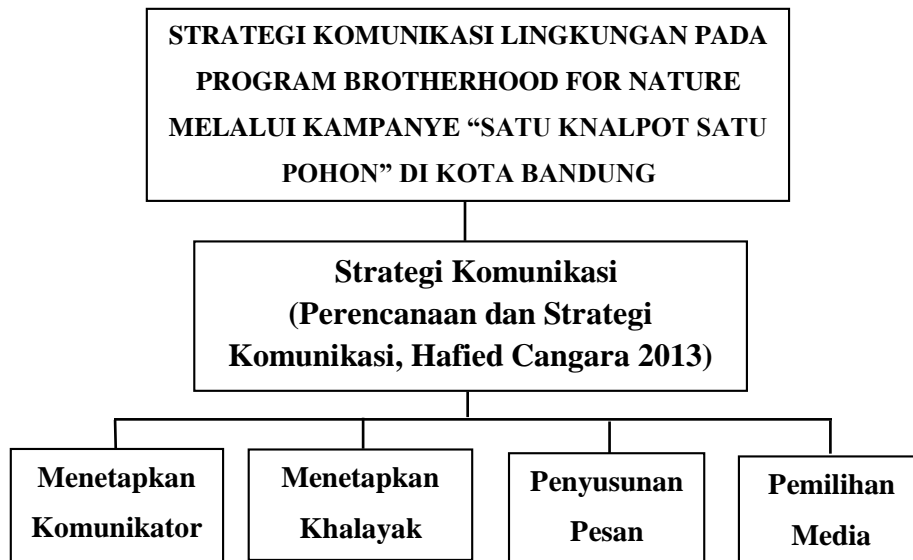 STRATEGI KOMUNIKASI LINGKUNGAN PADA
PROGRAM BROTHERHOOD FOR NATURE
MELALUI KAMPANYE “SATU KNALPOT SATU
POHON” DI KOTA BANDUNG
Strategi Komunikasi
(Perencanaan dan Strategi
Komunikasi, Hafied Cangara 2013)
Menetapkan
Komunikator
Menetapkan
Khalayak
Penyusunan
Pesan
Pemilihan
Media